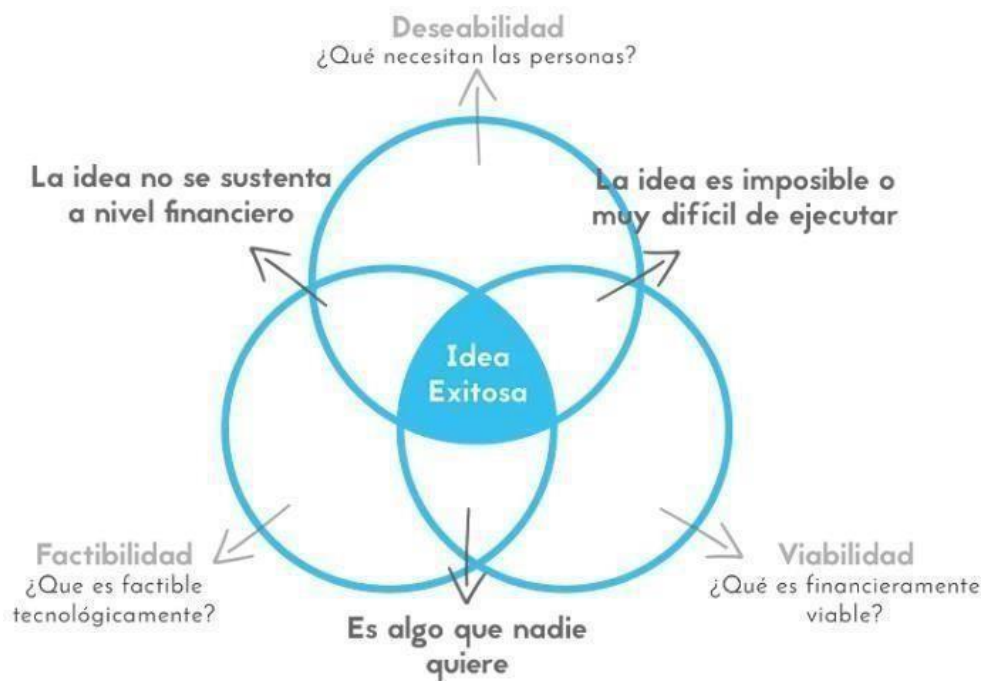 Deseabilidad
¿Qué necesitan las personas?
La idea no se sustenta
a nivel financiero
La idea es imposible o
muy difícil de ejecutar
Idea
Exitosa
Factibilidad
¿Que es factible
tecnológicamente?
Viabilidad
¿Qué es financieramente
viable?
Es algo que nadie
quiere